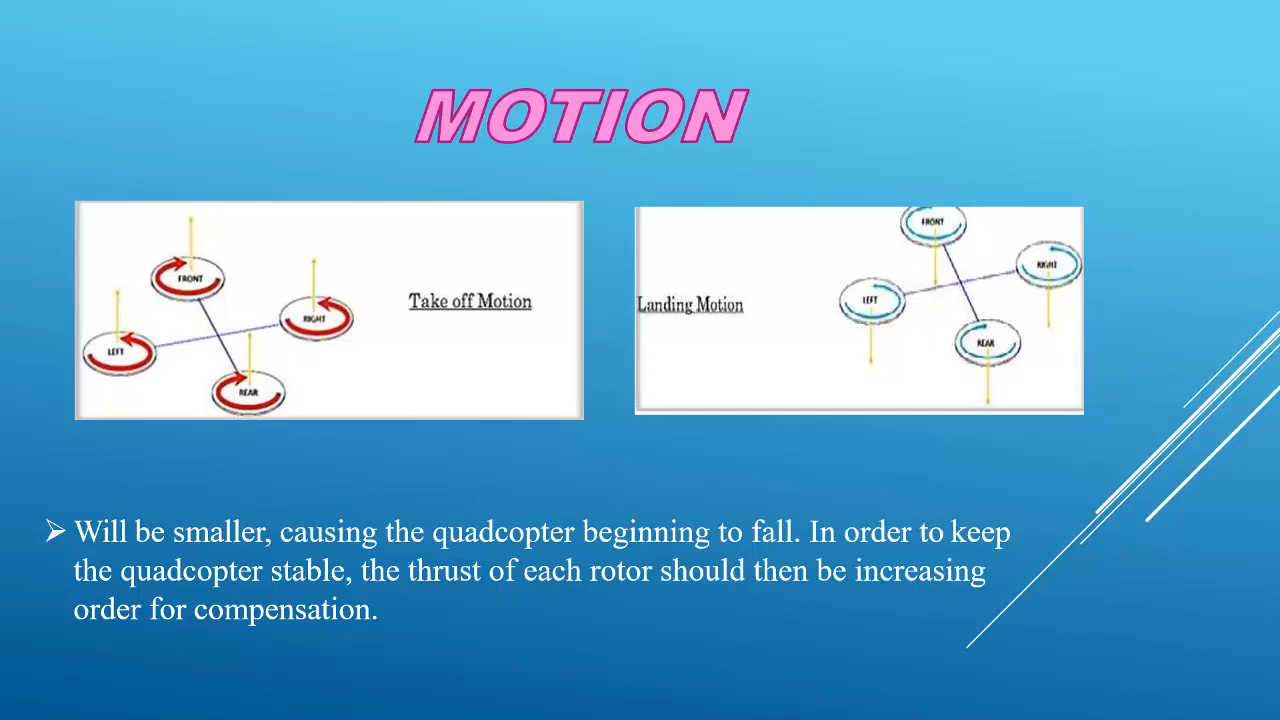 MOTION
FRONT
RIGHT
LEFT
REAR
Take off Motion
FRONT
RIGHT
LEFT
REAR
Landing Motion
Will be smaller, causing the quadcopter beginning to fall. In order to keep
the quadcopter stable, the thrust of each rotor should then be increasing
order for compensation.